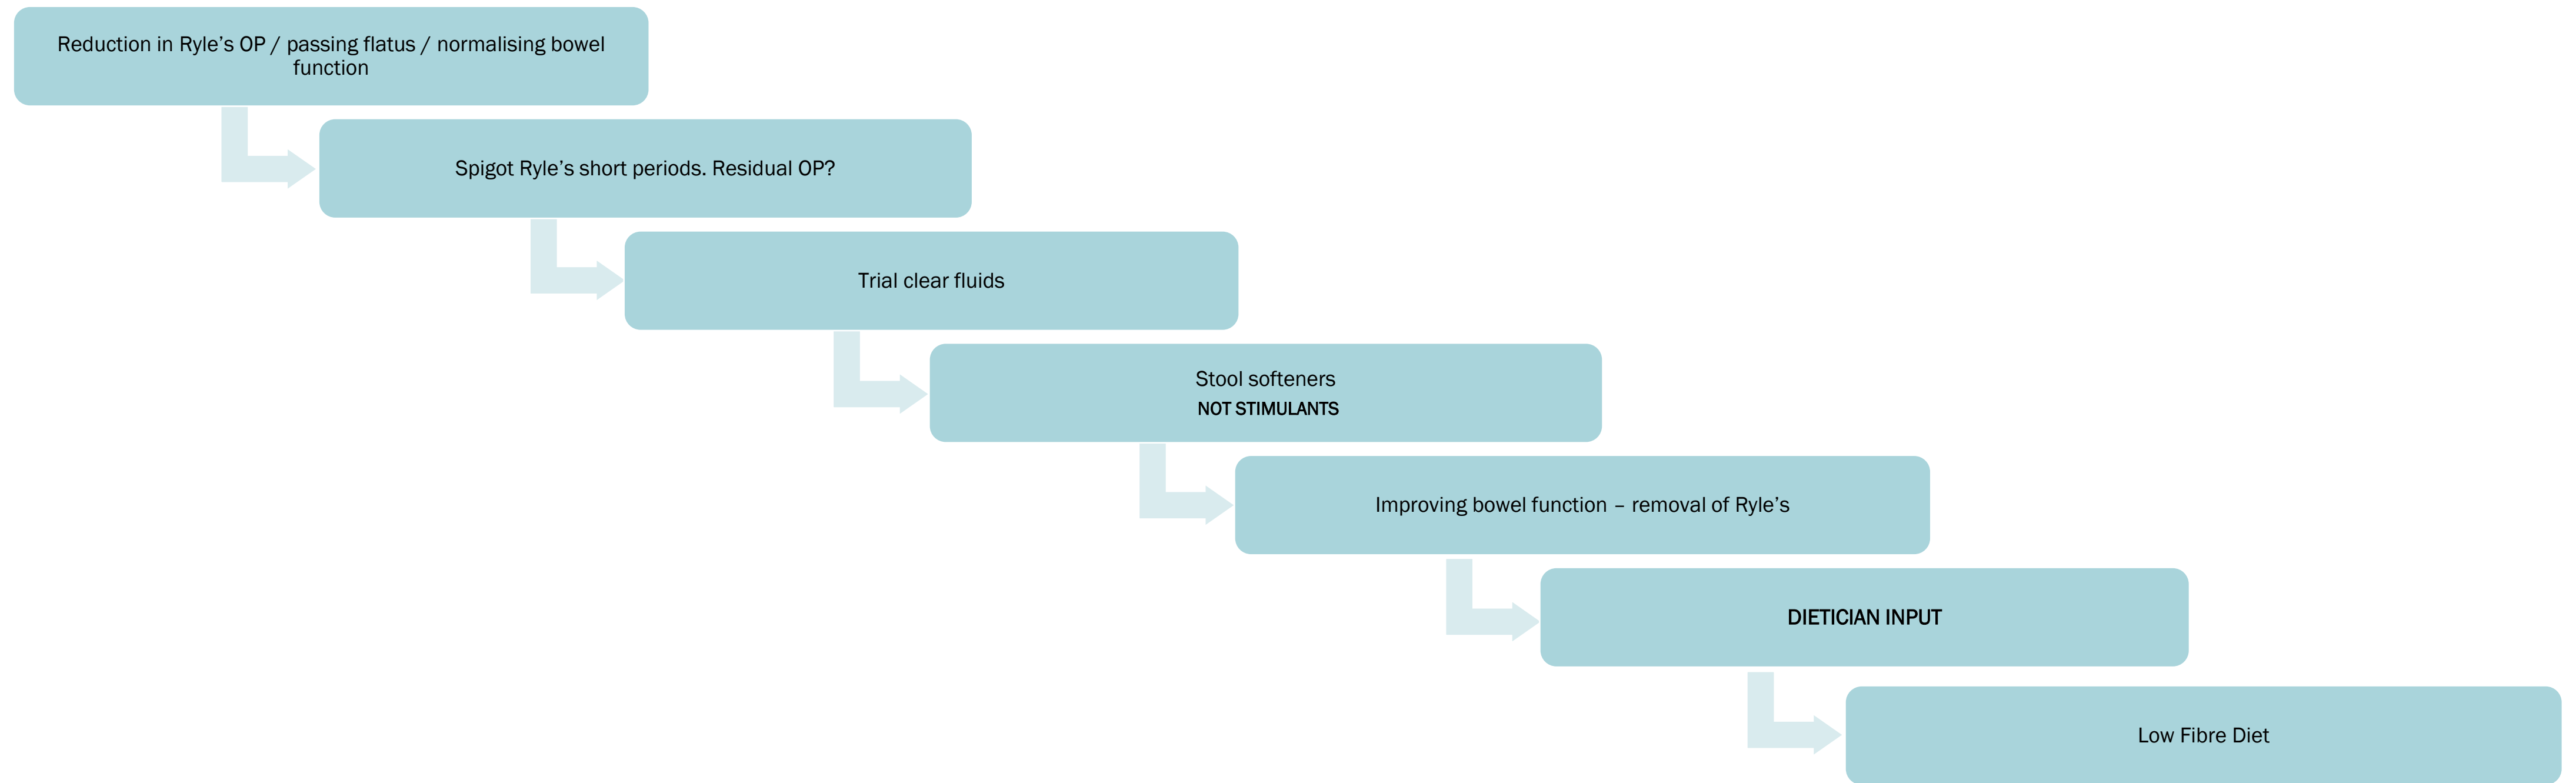 Reduction in Ryle’s OP / passing flatus / normalising bowel
function
Spigot Ryle’s short periods. Residual OP?
Trial clear fluids
Stool softeners
NOT STIMULANTS
Improving bowel function – removal of Ryle’s
DIETICIAN INPUT
Low Fibre Diet